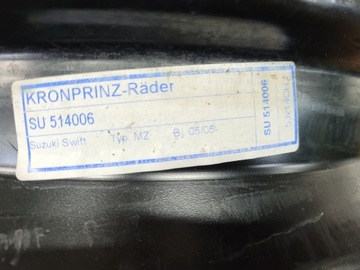 KRONPRINZ-Räder
SU 514006
Suzuki Swift Typ: MZ Bj. 05/05-
SU 514006